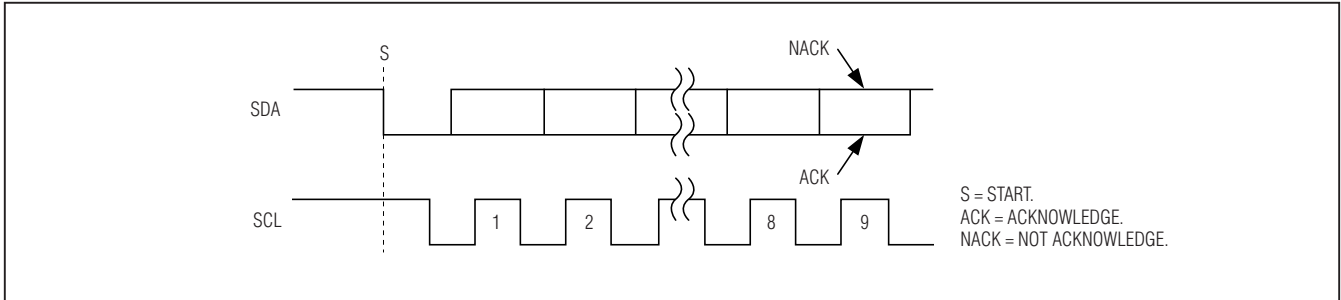 S
NACK
SDA
ACK
SCL
1 2 8 9
S = START.
ACK = ACKNOWLEDGE.
NACK = NOT ACKNOWLEDGE.